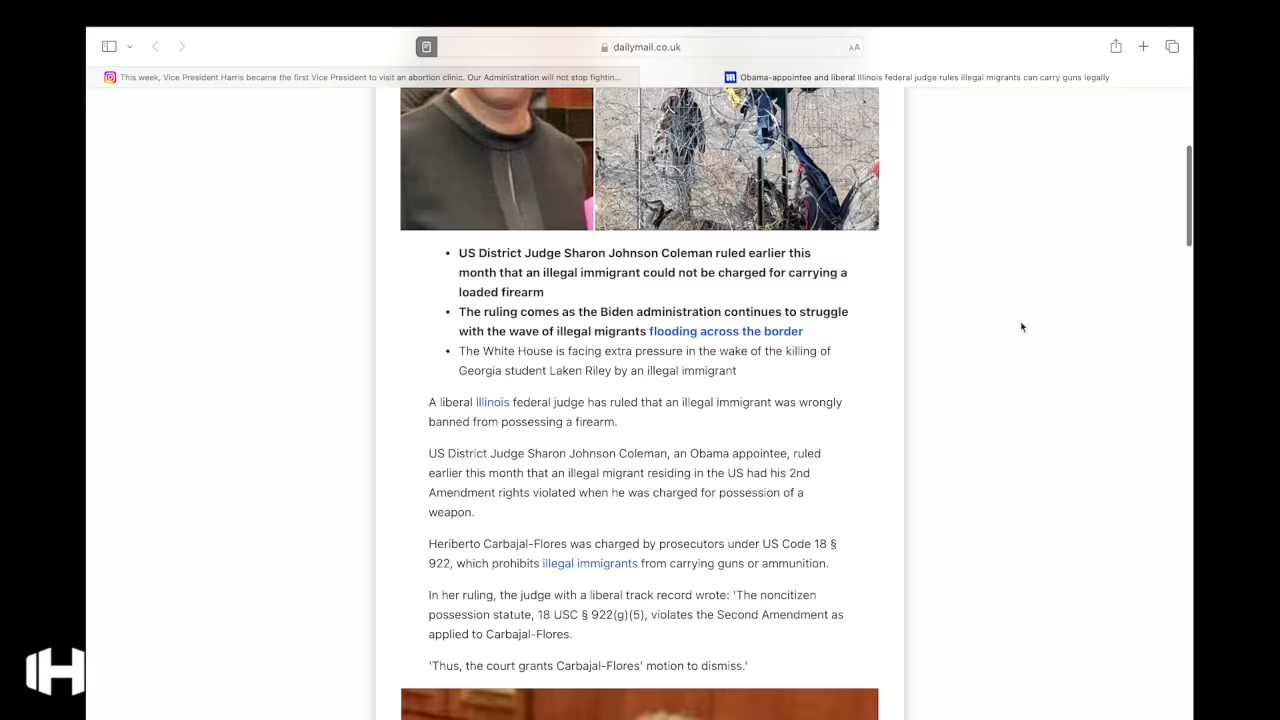 dailymail.co.uk
AA
This week, Vice President Harris became the first Vice President to visit an abortion clinic. Our Administration will not stop fightin...
Obama-appointee and liberal Illinois federal judge rules illegal migrants can carry guns legally
• US District Judge Sharon Johnson Coleman ruled earlier this
month that an illegal immigrant could not be charged for carrying a
loaded firearm
• The ruling comes as the Biden administration continues to struggle
with the wave of illegal migrants flooding across the border
• The White House is facing extra pressure in the wake of the killing of
Georgia student Laken Riley by an illegal immigrant
A liberal Illinois federal judge has ruled that an illegal immigrant was wrongly
banned from possessing a firearm.
US District Judge Sharon Johnson Coleman, an Obama appointee, ruled
earlier this month that an illegal migrant residing in the US had his 2nd
Amendment rights violated when he was charged for possession of a
weapon.
Heriberto Carbajal-Flores was charged by prosecutors under US Code 18 §
922, which prohibits illegal immigrants from carrying guns or ammunition.
In her ruling, the judge with a liberal track record wrote: 'The noncitizen
possession statute, 18 USC § 922(g)(5), violates the Second Amendment as
applied to Carbajal-Flores.
'Thus, the court grants Carbajal-Flores' motion to dismiss.'
H